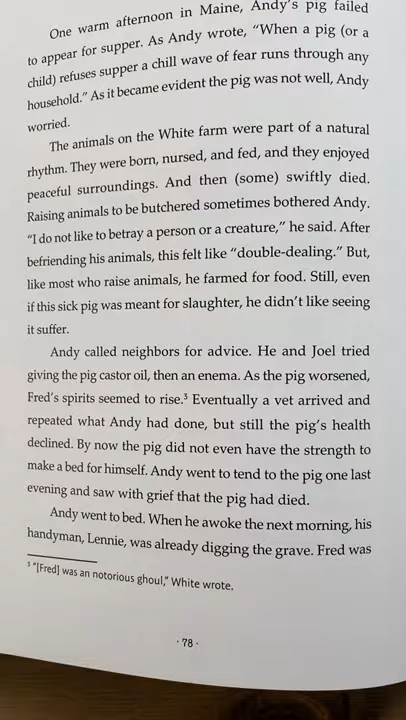 One warm afternoon in Maine, Andy's pig failed
to appear for supper. As Andy wrote, “When a pig (or a
child) refuses supper a chill wave of fear runs through any
household.” As it became evident the pig was not well, Andy
worried.
The animals on the White farm were part of a natural
rhythm. They were born, nursed, and fed, and they enjoyed
peaceful surroundings. And then (some) swiftly died.
Raising animals to be butchered sometimes bothered Andy.
“I do not like to betray a person or a creature,” he said. After
befriending his animals, this felt like “double-dealing.” But,
like most who raise animals, he farmed for food. Still, even
if this sick pig was meant for slaughter, he didn't like seeing
it suffer.
Andy called neighbors for advice. He and Joel tried
giving the pig castor oil, then an enema. As the pig worsened,
Fred's spirits seemed to rise.³ Eventually a vet arrived and
repeated what Andy had done, but still the pig's health
declined. By now the pig did not even have the strength to
make a bed for himself. Andy went to tend to the pig one last
evening and saw with grief that the pig had died.
Andy went to bed. When he awoke the next morning, his
handyman, Lennie, was already digging the grave. Fred was
³ “[Fred] was an notorious ghoul,” White wrote.
· 78 ·